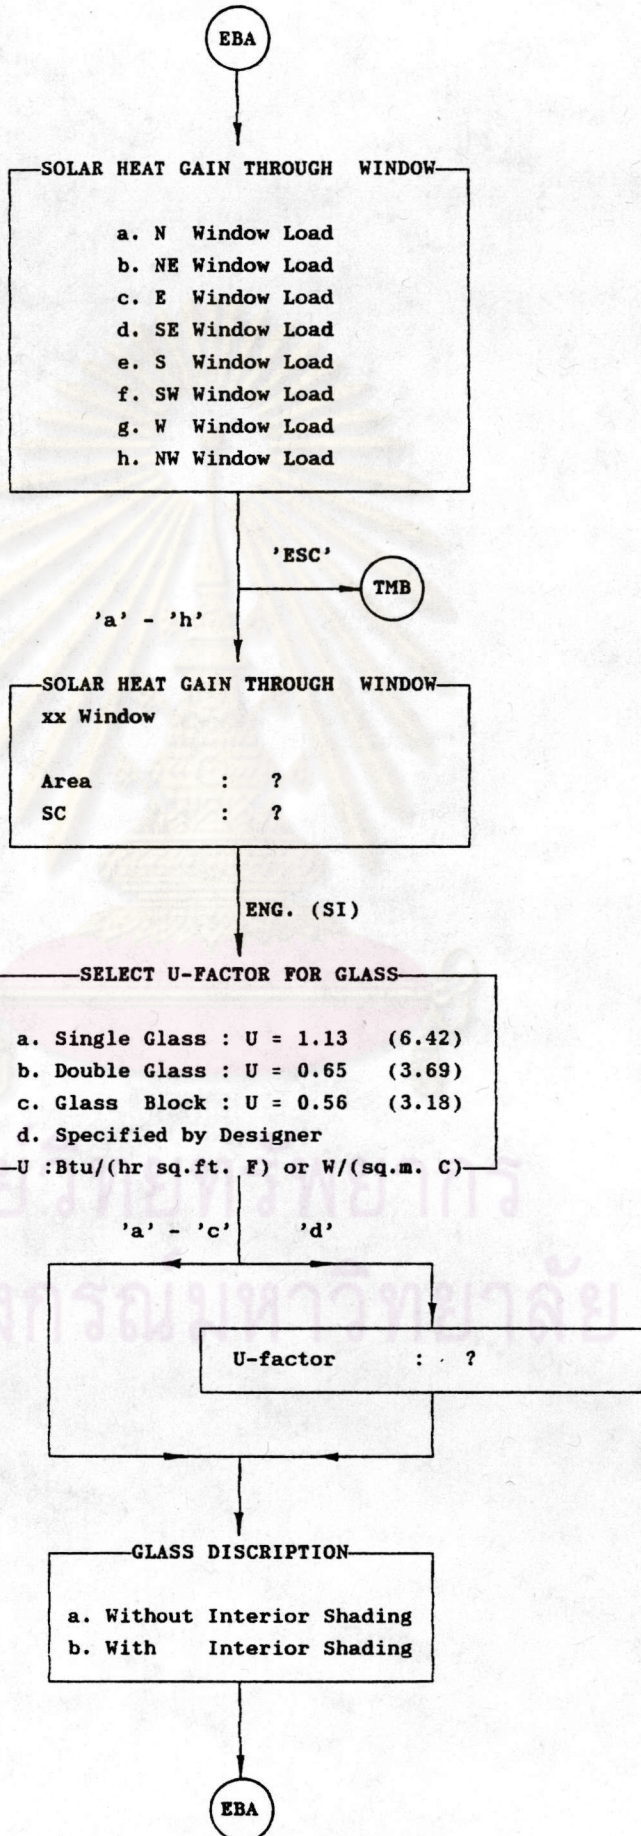 EBA
SOLAR HEAT GAIN THROUGH WINDOW
a. N Window Load
b. NE Window Load
c. E Window Load
d. SE Window Load
e. S Window Load
f. SW Window Load
g. W Window Load
h. NW Window Load
'ESC'
TMB
'a' - 'h'
SOLAR HEAT GAIN THROUGH WINDOW
xx Window
Area : ?
SC : ?
ENG. (SI)
SELECT U-FACTOR FOR GLASS
a. Single Glass : U = 1.13 (6.42)
b. Double Glass : U = 0.65 (3.69)
c. Glass Block : U = 0.56 (3.18)
d. Specified by Designer
U :Btu/(hr sq.ft. F) or W/(sq.m. C)
'a' - 'c' 'd'
U-factor : ?
GLASS DISCRIPTION
a. Without Interior Shading
b. With Interior Shading
EBA